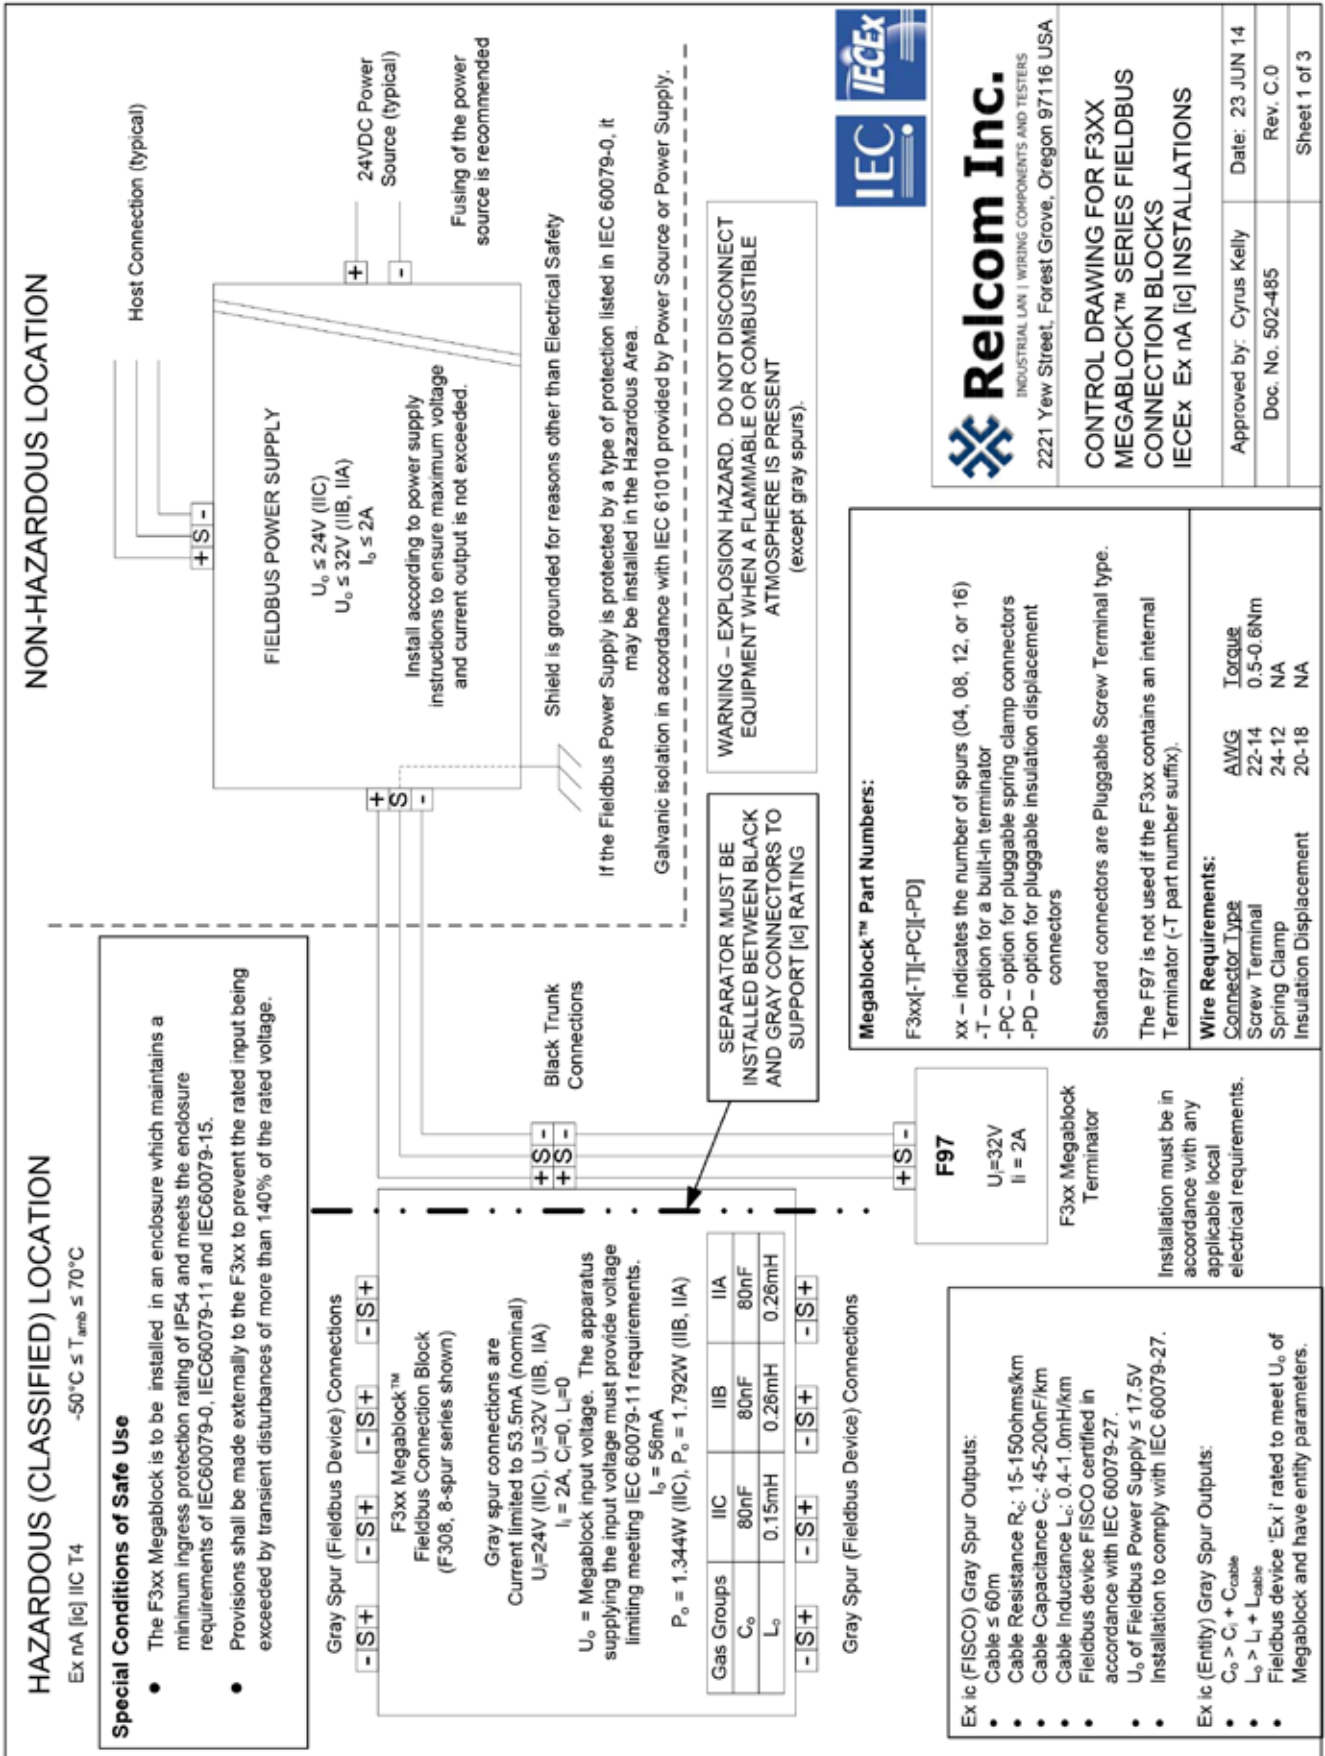 HAZARDOUS (CLASSIFIED) LOCATION
Ex nA [ic] IIC T4 -50°C ≤ Tamb ≤ 70°C
Special Conditions of Safe Use
• The F3xx Megablock is to be installed in an enclosure which maintains a
minimum ingress protection rating of IP54 and meets the enclosure
requirements of IEC60079-0, IEC60079-11 and IEC60079-15.
• Provisions shall be made externally to the F3xx to prevent the rated input being
exceeded by transient disturbances of more than 140% of the rated voltage.
Gray Spur (Fieldbus Device) Connections
- S + - S + - S + - S +
F3xx Megablock™
Fieldbus Connection Block
(F308, 8-spur series shown)
Gray spur connections are
Current limited to 53.5mA (nominal)
Ui=24V (IIC), Ui=32V (IIB, IIA)
Ii = 2A, Ci=0, Li=0
Uo = Megablock input voltage. The apparatus
supplying the input voltage must provide voltage
limiting meeting IEC 60079-11 requirements.
Io = 56mA
Po = 1.344W (IIC), Po = 1.792W (IIB, IIA)
Gas Groups IIC IIB IIA
Co 80nF 80nF 80nF
Lo 0.15mH 0.26mH 0.26mH
- S + - S + - S + - S +
Gray Spur (Fieldbus Device) Connections
+ S -
+ S -
Black Trunk
Connections
NON-HAZARDOUS LOCATION
Host Connection (typical)
+ S -
FIELDBUS POWER SUPPLY
Uo ≤ 24V (IIC)
Uo ≤ 32V (IIB, IIA)
Io ≤ 2A
Install according to power supply
instructions to ensure maximum voltage
and current output is not exceeded.
+
S
-
+
-
24VDC Power
Source (typical)
Fusing of the power
source is recommended
Shield is grounded for reasons other than Electrical Safety
If the Fieldbus Power Supply is protected by a type of protection listed in IEC 60079-0, it
may be installed in the Hazardous Area.
Galvanic isolation in accordance with IEC 61010 provided by Power Source or Power Supply.
SEPARATOR MUST BE
INSTALLED BETWEEN BLACK
AND GRAY CONNECTORS TO
SUPPORT [ic] RATING
WARNING – EXPLOSION HAZARD. DO NOT DISCONNECT
EQUIPMENT WHEN A FLAMMABLE OR COMBUSTIBLE
ATMOSPHERE IS PRESENT
(except gray spurs).
+ S -
F97
Ui=32V
Ii = 2A
F3xx Megablock
Terminator
Installation must be in
accordance with any
applicable local
electrical requirements.
Ex ic (FISCO) Gray Spur Outputs:
• Cable ≤ 60m
• Cable Resistance Rc: 15-150ohms/km
• Cable Capacitance Cc: 45-200nF/km
• Cable Inductance Lc: 0.4-1.0mH/km
• Fieldbus device FISCO certified in
accordance with IEC 60079-27.
• Uo of Fieldbus Power Supply ≤ 17.5V
• Installation to comply with IEC 60079-27.
Ex ic (Entity) Gray Spur Outputs:
• Co > Ci + Ccable
• Lo > Li + Lcable
• Fieldbus device 'Ex i' rated to meet Uo of
Megablock and have entity parameters.
Megablock™ Part Numbers:
F3xx[-T][-PC][-PD]
xx – indicates the number of spurs (04, 08, 12, or 16)
-T – option for a built-in terminator
-PC – option for pluggable spring clamp connectors
-PD – option for pluggable insulation displacement
connectors
Standard connectors are Pluggable Screw Terminal type.
The F97 is not used if the F3xx contains an internal
Terminator (-T part number suffix).
Wire Requirements:
Connector Type AWG Torque
Screw Terminal 22-14 0.5-0.6Nm
Spring Clamp 24-12 NA
Insulation Displacement 20-18 NA
IEC IECEx
Relcom Inc.
INDUSTRIAL LAN | WIRING COMPONENTS AND TESTERS
2221 Yew Street, Forest Grove, Oregon 97116 USA
CONTROL DRAWING FOR F3XX
MEGABLOCK™ SERIES FIELDBUS
CONNECTION BLOCKS
IECEx Ex nA [ic] INSTALLATIONS
Approved by: Cyrus Kelly Date: 23 JUN 14
Doc. No. 502-485 Rev. C.0
Sheet 1 of 3